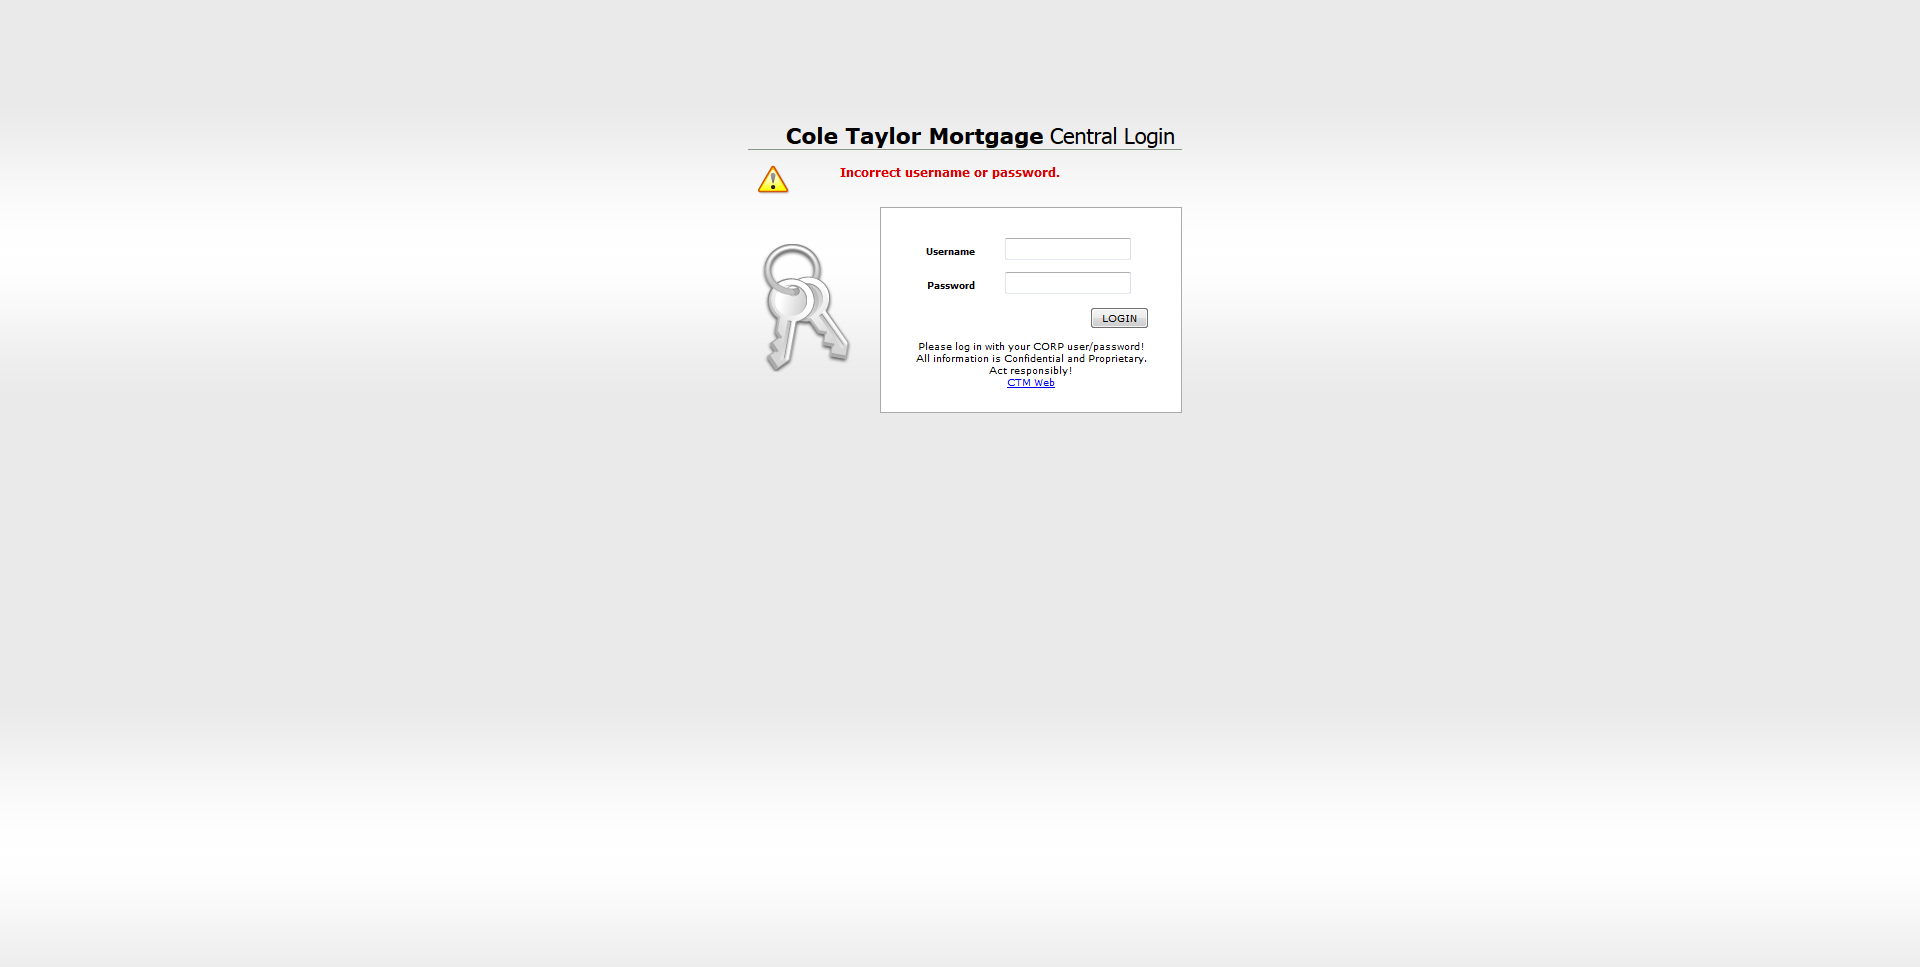 Cole Taylor Mortgage Central Login
Incorrect username or password.
Username
Password
LOGIN
Please log in with your CORP user/password!
All information is Confidential and Proprietary.
Act responsibly!
CTM Web